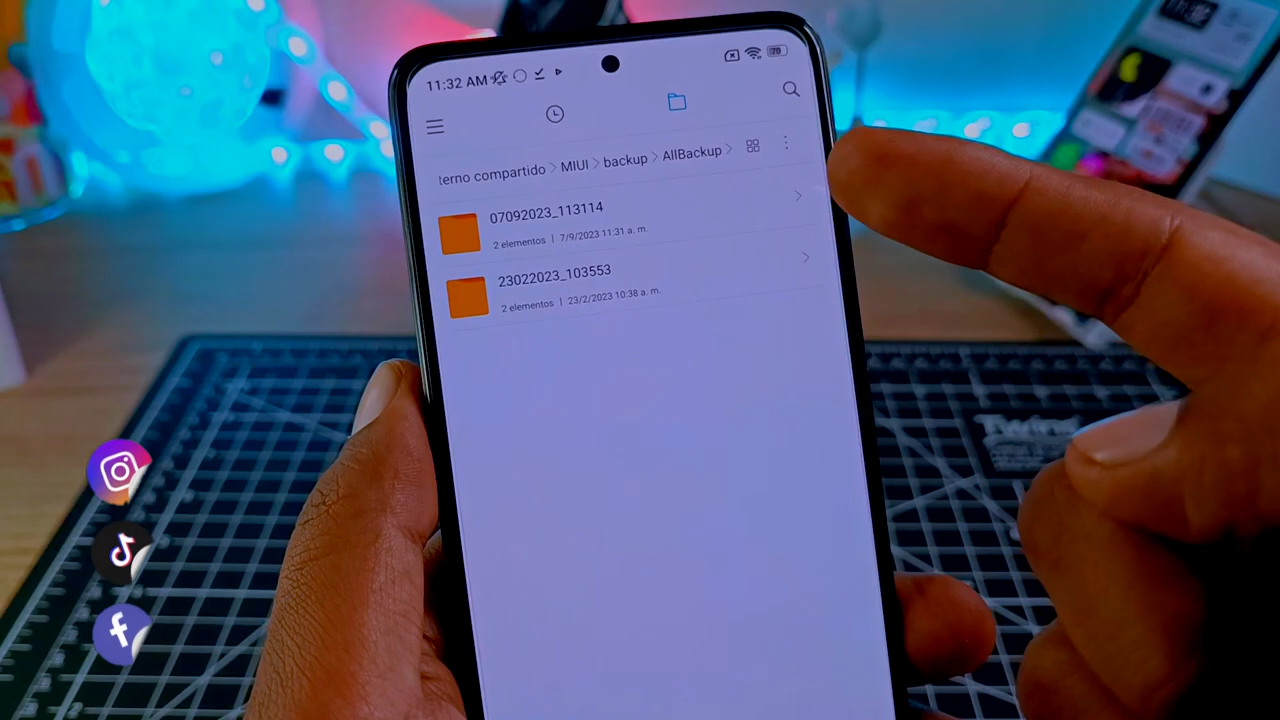 11:32 AM
70
terno compartido > MIUI > backup > AllBackup >
07092023_113114
2 elementos | 7/9/2023 11:31 a. m.
23022023_103553
2 elementos | 23/2/2023 10:38 a. m.